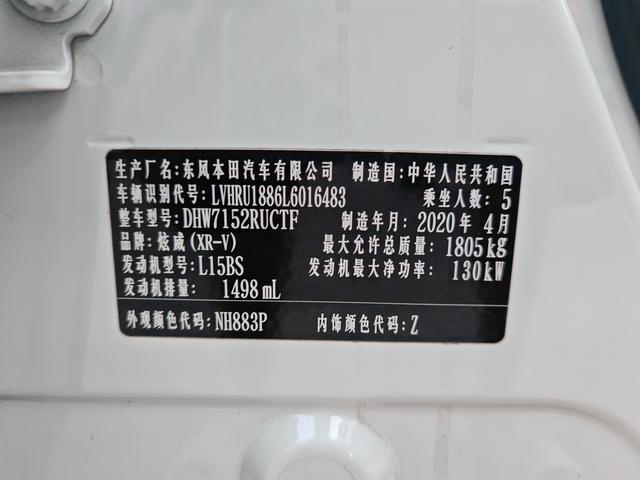 生产厂名:东风本田汽车有限公司 制造国:中华人民共和国
车辆识别代号:LVHRU1886L6016483 乘坐人数:5
整车型号:DHW7152RUCTF 制造年月:2020年4月
品牌:炫威(XR-V) 最大允许总质量:1805kg
发动机型号:L15BS 发动机最大净功率:130kW
发动机排量:1498mL
外观颜色代码:NH883P 内饰颜色代码:Z